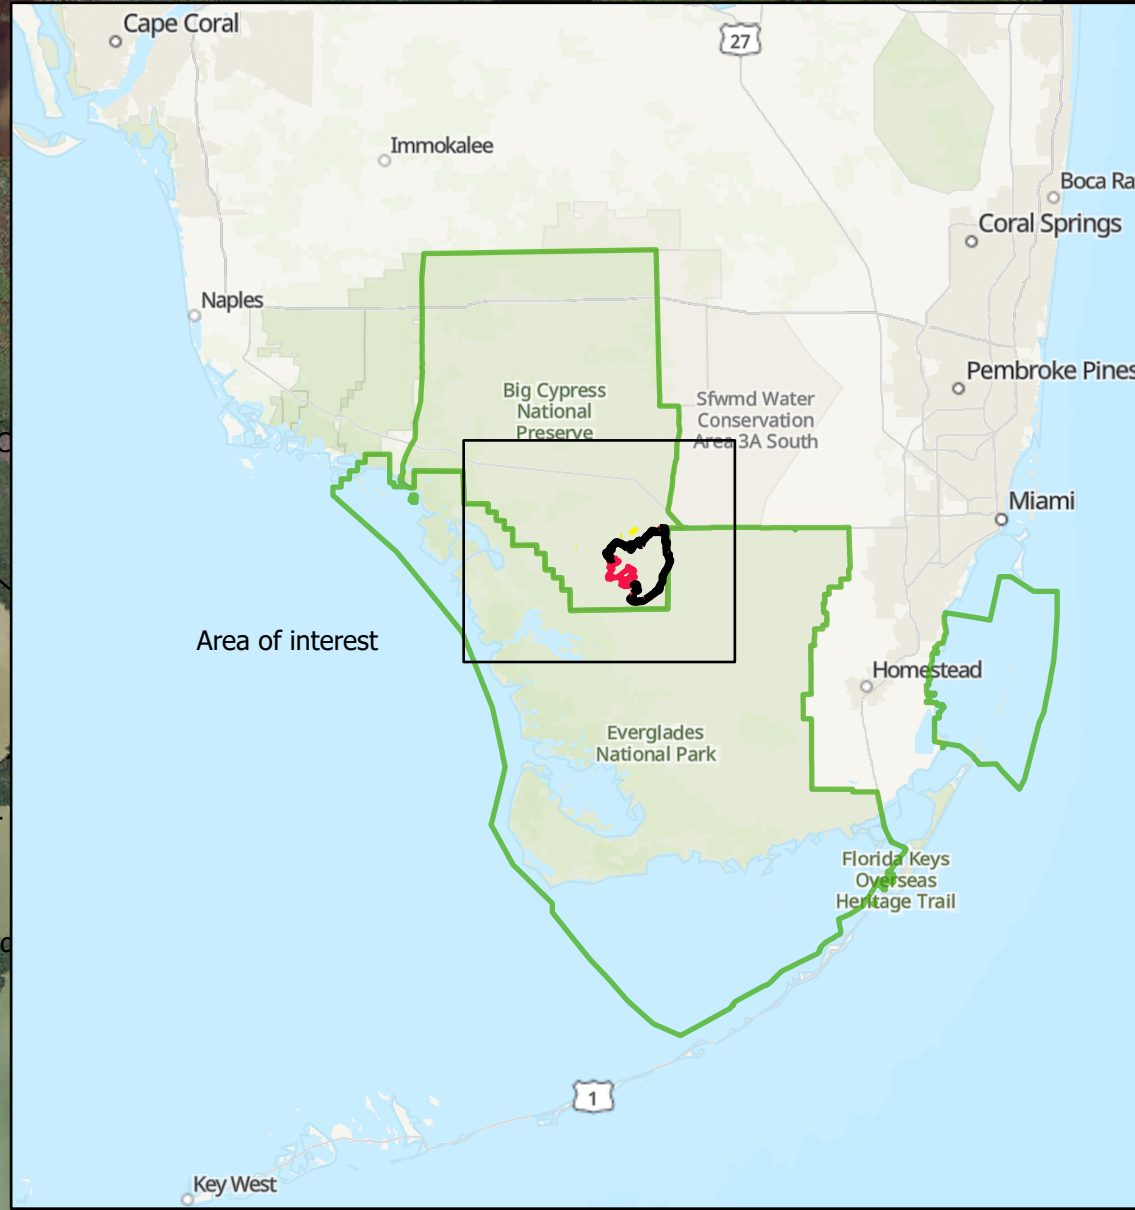 Cape Coral
27
Immokalee
Boca Ra
Coral Springs
Naples
Pembroke Pines
Big Cypress
National
Preserve
Sfwmd Water
Conservation
Area 3A South
Miami
Area of interest
Homestead
Everglades
National Park
Florida Keys
Overseas
Heritage Trail
1
Key West